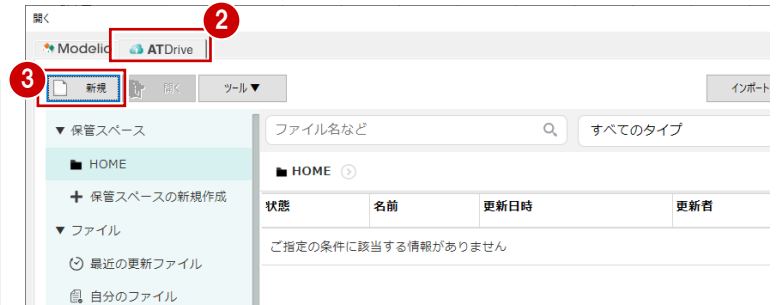 開く
2
Modelio ATDrive
3
新規 開く ツール▼ インポート
▼ 保管スペース
ファイル名など すべてのタイプ
HOME
HOME
保管スペースの新規作成
状態 名前 更新日時 更新者
▼ ファイル
ご指定の条件に該当する情報がありません
最近の更新ファイル
自分のファイル